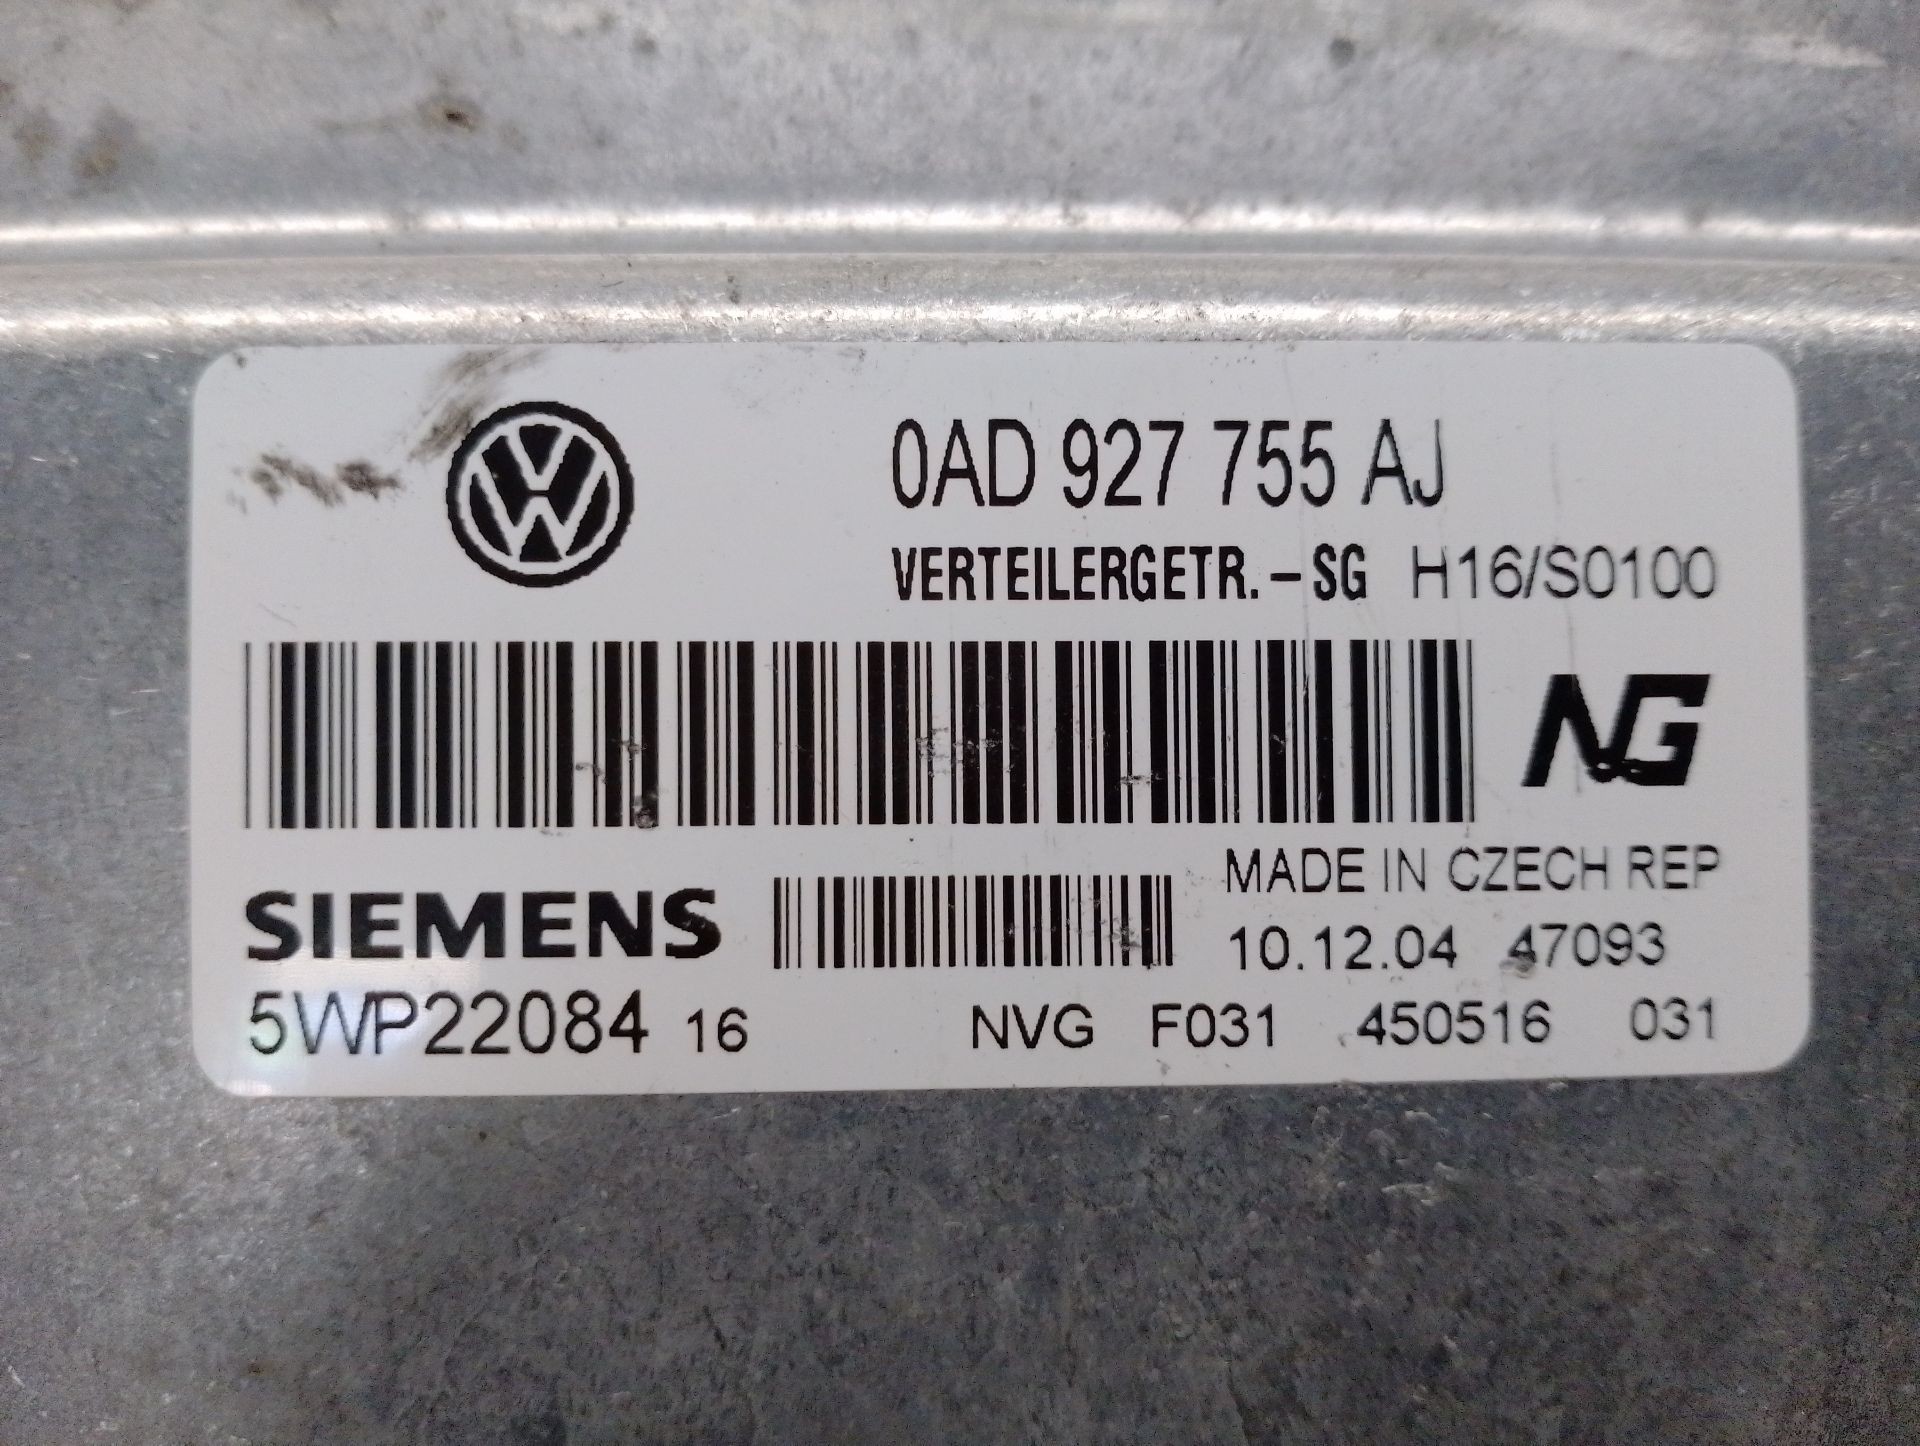 0AD 927 755 AJ
VERTEILERGETR.-SG H16/S0100
NG
MADE IN CZECH REP
SIEMENS
10.12.04 47093
5WP22084 16 NVG F031 450516 031